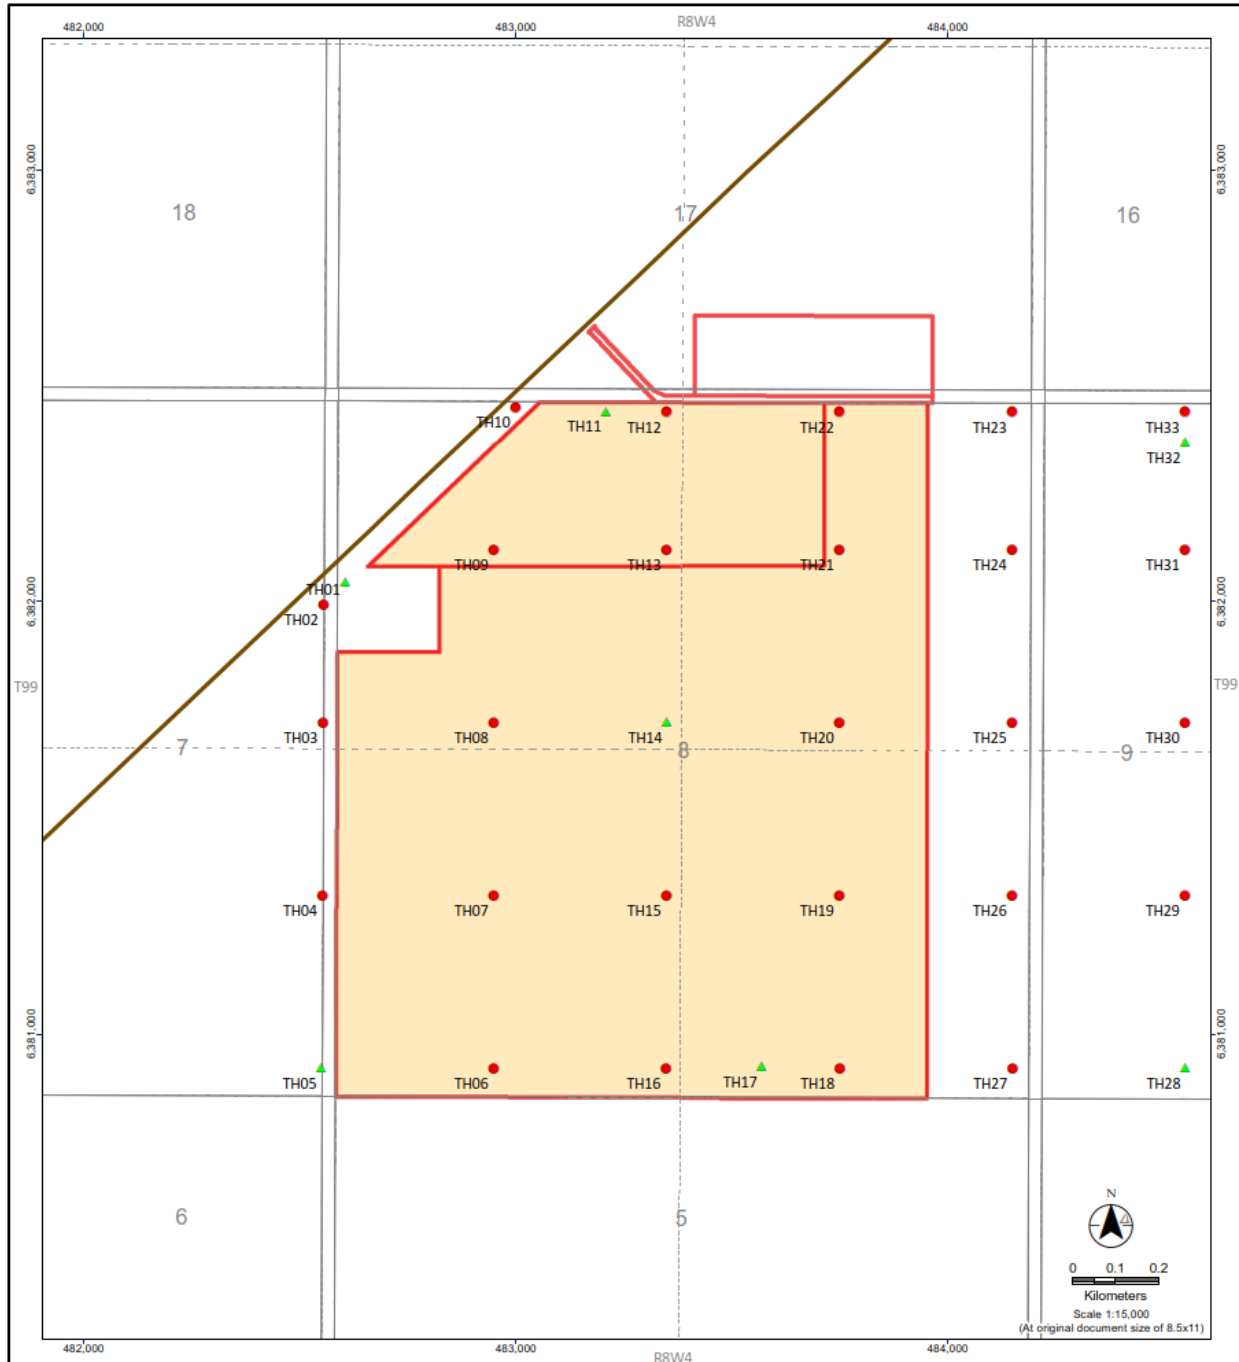 R8W4
482,000
483,000
484,000
6,383,000
6,383,000
18
17
16
TH10
TH11
TH12
TH22
TH23
TH33
TH32
TH09
TH13
TH21
TH24
TH31
TH01
6,382,000
6,382,000
TH02
T99
T99
TH03
TH08
TH14
TH20
TH25
TH30
7
8
9
TH04
TH07
TH15
TH19
TH26
TH29
6,381,000
6,381,000
TH05
TH06
TH16
TH17
TH18
TH27
TH28
6
5
N
0 0.1 0.2
Kilometers
Scale 1:15,000
(At original document size of 8.5x11)
482,000
483,000
484,000
R8W4